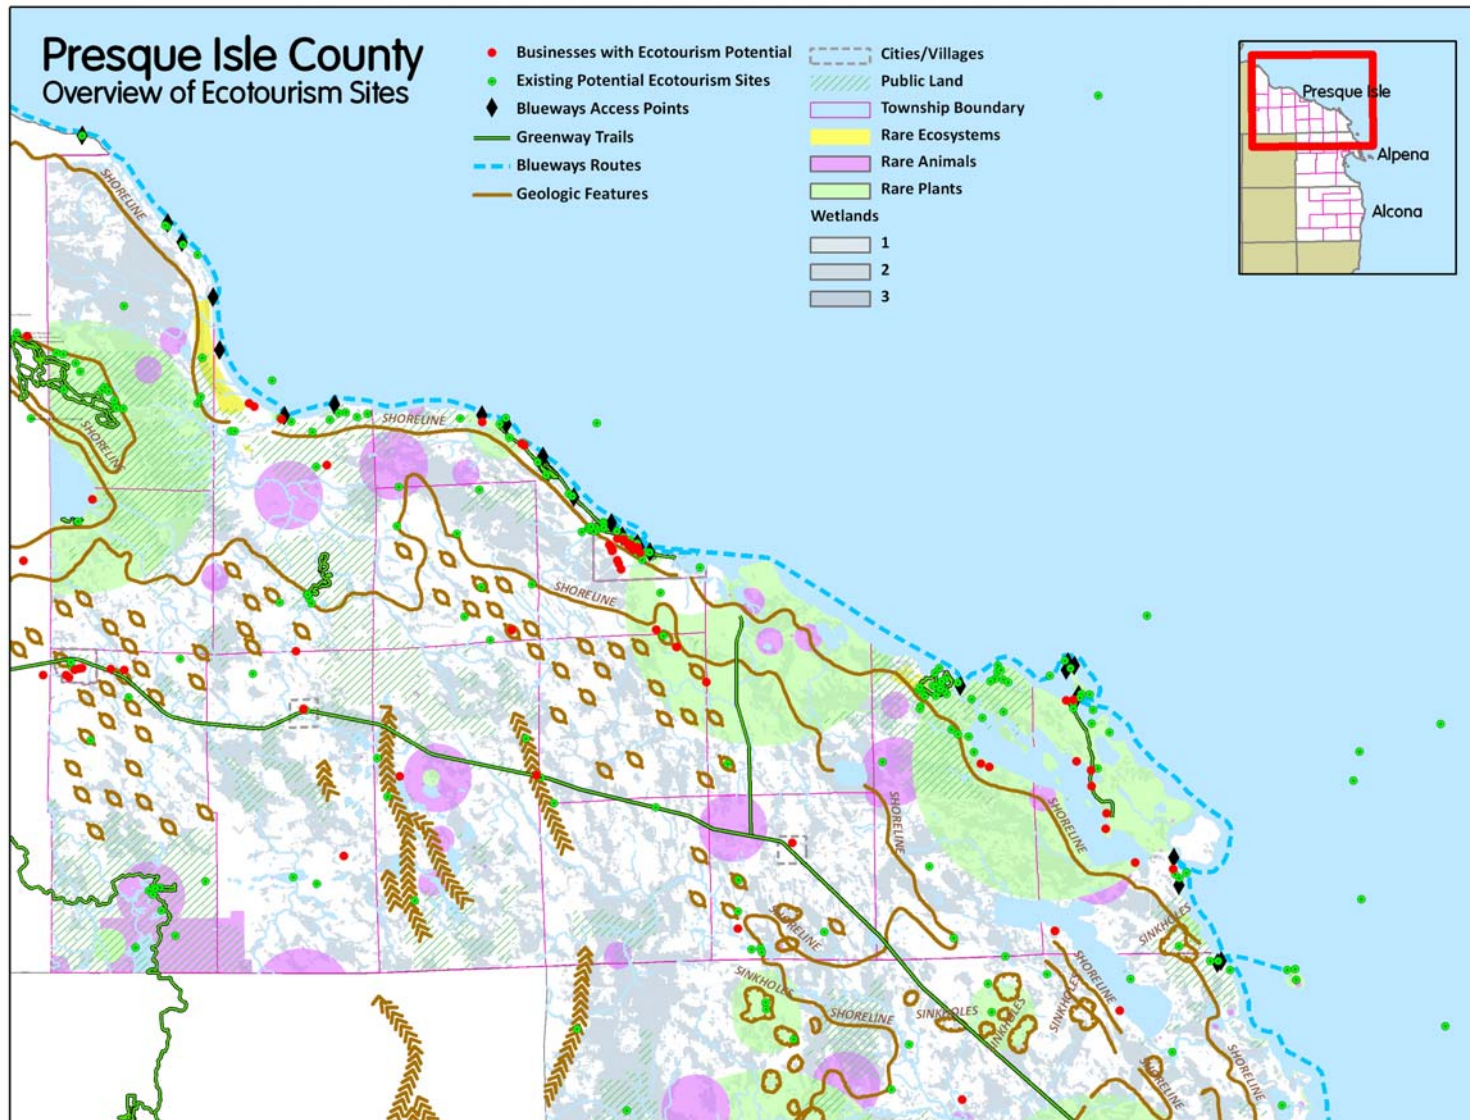 Presque Isle County
Overview of Ecotourism Sites
Businesses with Ecotourism Potential
Existing Potential Ecotourism Sites
Blueways Access Points
Greenway Trails
Blueways Routes
Geologic Features
Cities/Villages
Public Land
Township Boundary
Rare Ecosystems
Rare Animals
Rare Plants
Wetlands
1
2
3
Presque Isle
Alpena
Alcona
SHORELINE
SHORELINE
SHORELINE
SHORELINE
SHORELINE
SHORELINE
SHORELINE
SINKHOLES
SHORELINE
SINKHOLES
SHORELINE
SINKHOLES
SINKHOLES
SINKHOLES
SHORELINE
SHORELINE
SHORELINE